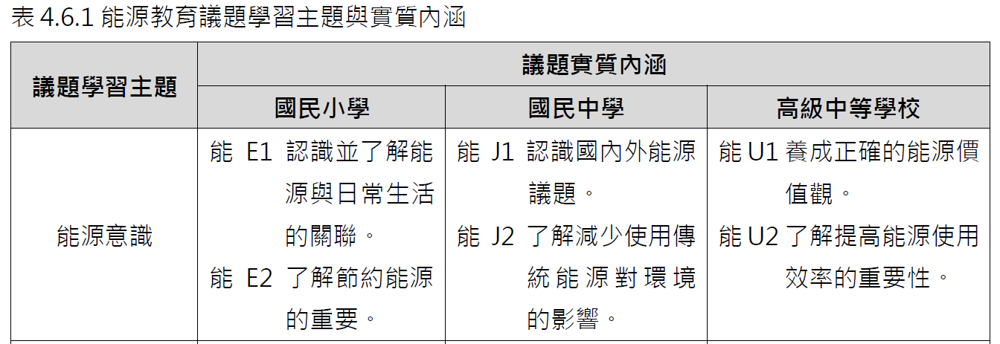 表 4.6.1 能源教育議題學習主題與實質內涵
議題學習主題
議題實質內涵
國民小學
國民中學
高級中等學校
能源意識
能 E1 認識並了解能
源與日常生活
的關聯。
能 E2 了解節約能源
的重要。
能 J1 認識國內外能源
議題。
能 J2 了解減少使用傳
統能源對環境
的影響。
能 U1 養成正確的能源價
值觀。
能 U2 了解提高能源使用
效率的重要性。